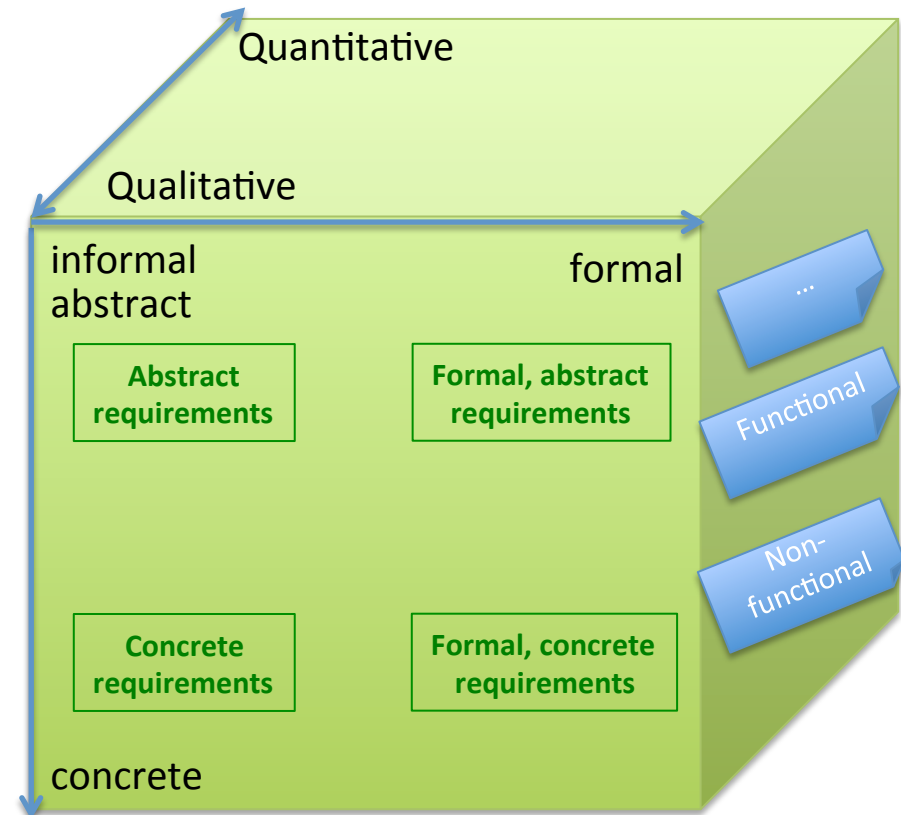 Quantitative
Qualitative
informal
abstract
formal
...
Abstract
requirements
Formal, abstract
requirements
Functional
Non-
functional
Concrete
requirements
Formal, concrete
requirements
concrete